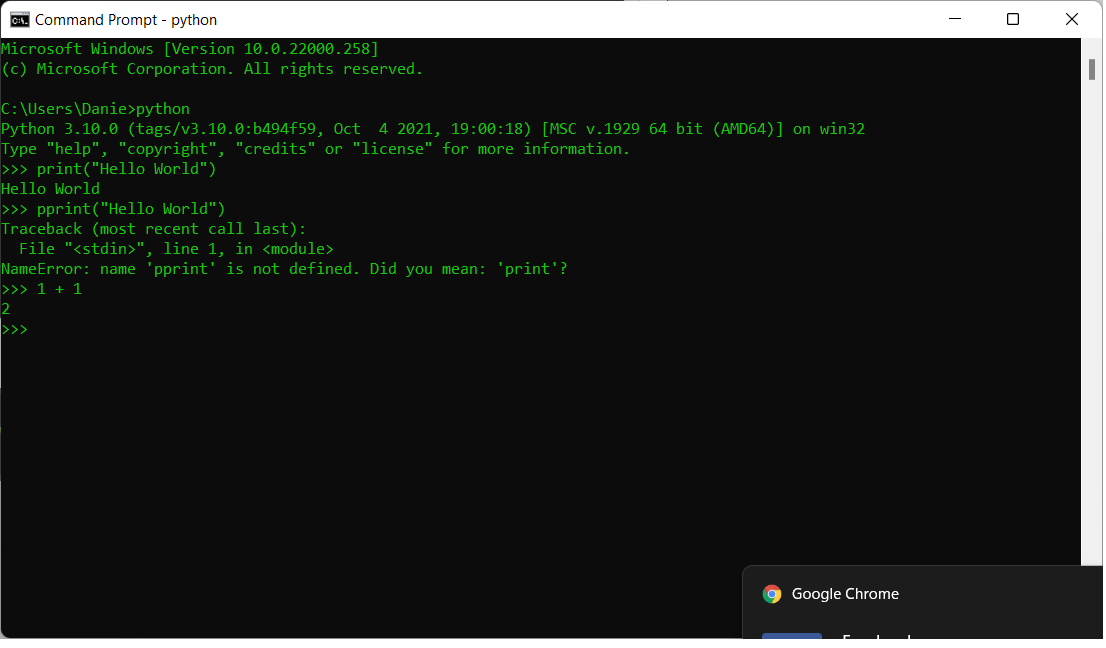 Command Prompt - python
Microsoft Windows [Version 10.0.22000.258]
(c) Microsoft Corporation. All rights reserved.
C:\Users\Danie>python
Python 3.10.0 (tags/v3.10.0:b494f59, Oct  4 2021, 19:00:18) [MSC v.1929 64 bit (AMD64)] on win32
Type "help", "copyright", "credits" or "license" for more information.
>>> print("Hello World")
Hello World
>>> pprint("Hello World")
Traceback (most recent call last):
  File "<stdin>", line 1, in <module>
NameError: name 'pprint' is not defined. Did you mean: 'print'?
>>> 1 + 1
2
>>>
Google Chrome